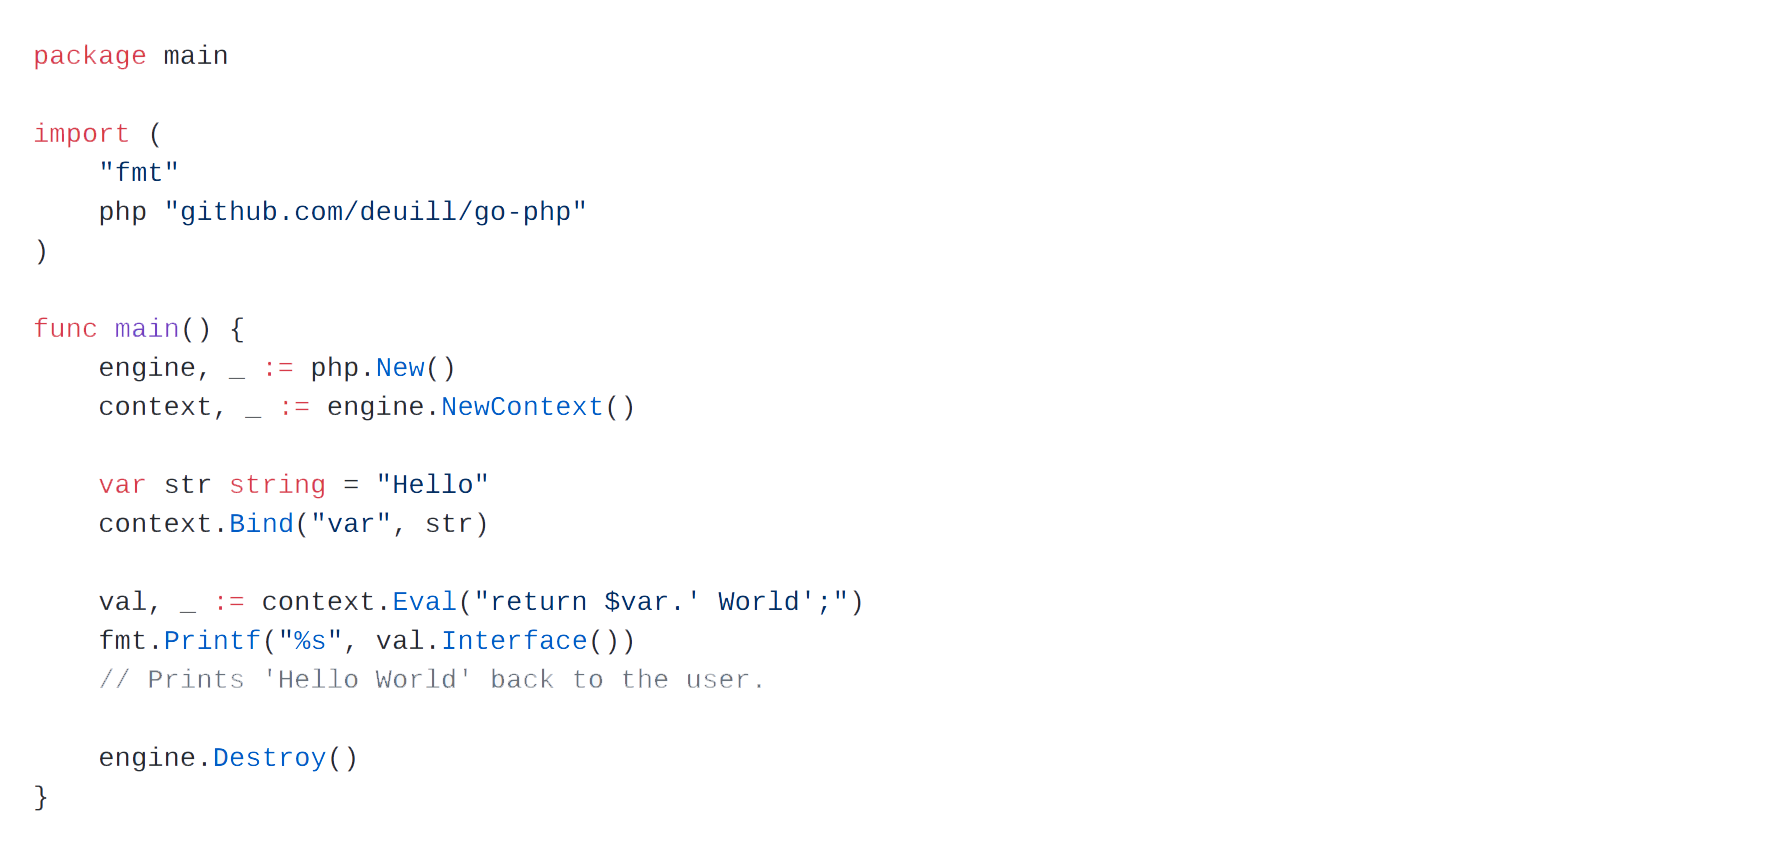 package main

import (
    "fmt"
    php "github.com/deuill/go-php"
)

func main() {
    engine, _ := php.New()
    context, _ := engine.NewContext()

    var str string = "Hello"
    context.Bind("var", str)

    val, _ := context.Eval("return $var.' World';")
    fmt.Printf("%s", val.Interface())
    // Prints 'Hello World' back to the user.

    engine.Destroy()
}